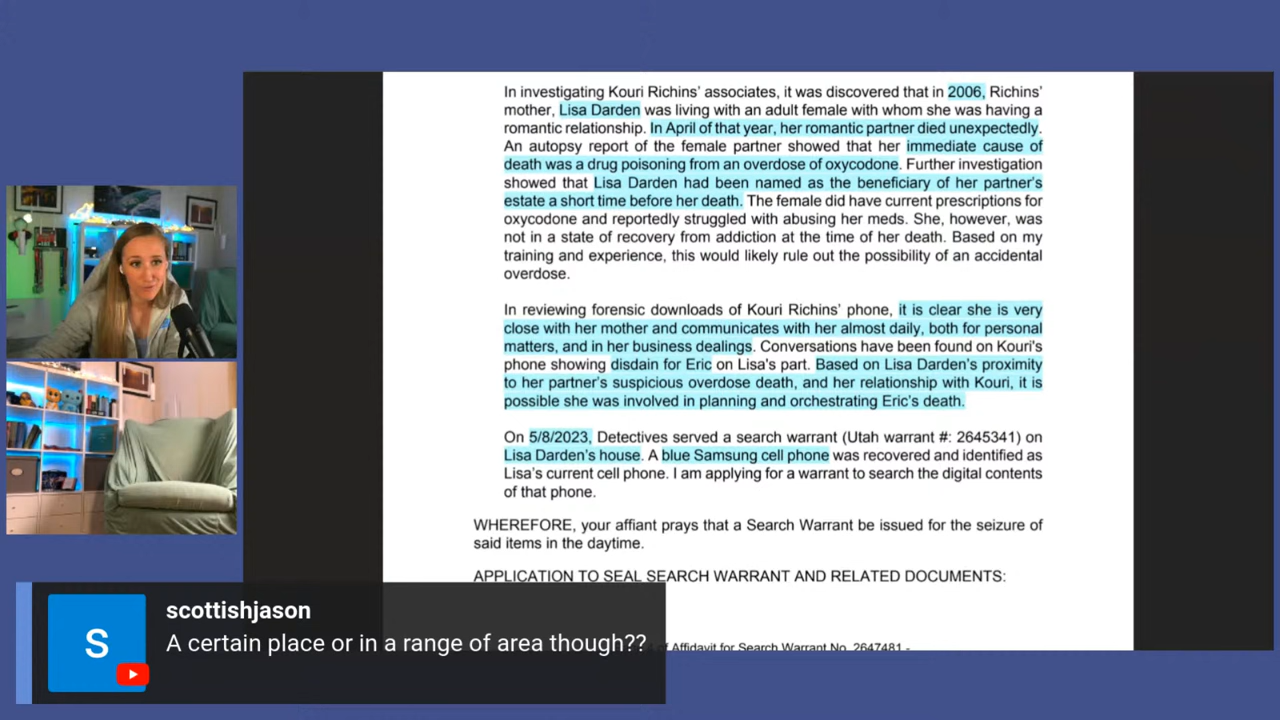 In investigating Kouri Richins' associates, it was discovered that in 2006, Richins'
mother, Lisa Darden was living with an adult female with whom she was having a
romantic relationship. In April of that year, her romantic partner died unexpectedly.
An autopsy report of the female partner showed that her immediate cause of
death was a drug poisoning from an overdose of oxycodone. Further investigation
showed that Lisa Darden had been named as the beneficiary of her partner's
estate a short time before her death. The female did have current prescriptions for
oxycodone and reportedly struggled with abusing her meds. She, however, was
not in a state of recovery from addiction at the time of her death. Based on my
training and experience, this would likely rule out the possibility of an accidental
overdose.
In reviewing forensic downloads of Kouri Richins' phone, it is clear she is very
close with her mother and communicates with her almost daily, both for personal
matters, and in her business dealings. Conversations have been found on Kouri's
phone showing disdain for Eric on Lisa's part. Based on Lisa Darden's proximity
to her partner's suspicious overdose death, and her relationship with Kouri, it is
possible she was involved in planning and orchestrating Eric's death.
On 5/8/2023, Detectives served a search warrant (Utah warrant #: 2645341) on
Lisa Darden's house. A blue Samsung cell phone was recovered and identified as
Lisa's current cell phone. I am applying for a warrant to search the digital contents
of that phone.
WHEREFORE, your affiant prays that a Search Warrant be issued for the seizure of
said items in the daytime.
APPLICATION TO SEAL SEARCH WARRANT AND RELATED DOCUMENTS:
of Affidavit for Search Warrant No. 2647481 -
S
scottishjason
A certain place or in a range of area though??